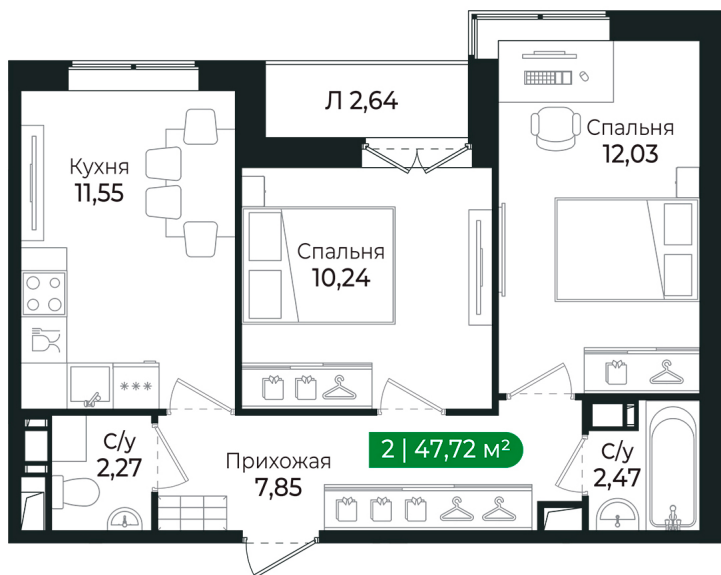 Л 2,64
Кухня
11,55
Спальня
12,03
Спальня
10,24
С/у
2,27
Прихожая
7,85
2 | 47,72 м²
С/у
2,47